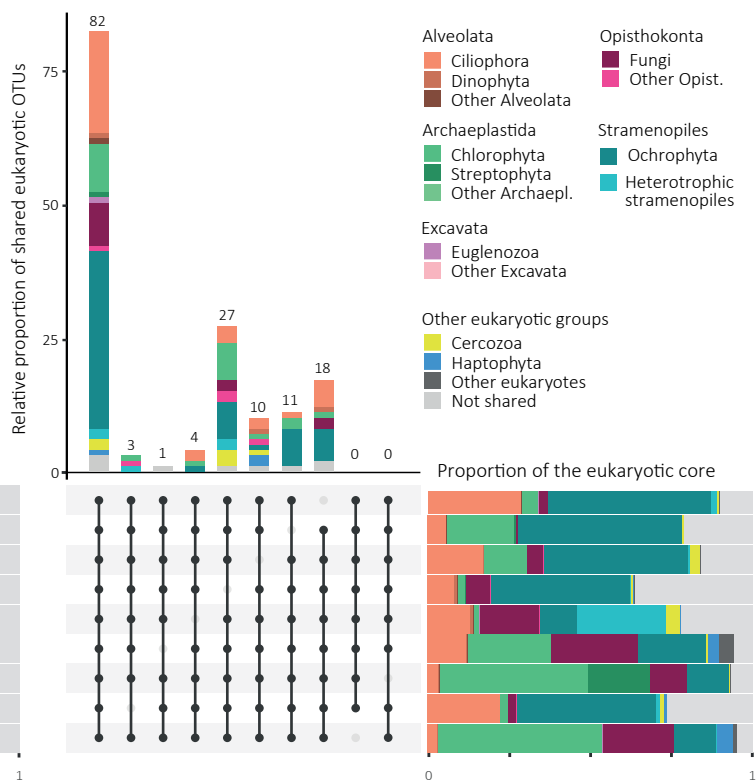 Relative proportion of shared eukaryotic OTUs
75
50
25
0
82
3
1
4
27
10
11
18
0
0
Alveolata
Ciliophora
Dinophyta
Other Alveolata
Archaeplastida
Chlorophyta
Streptophyta
Other Archaepl.
Excavata
Euglenozoa
Other Excavata
Opisthokonta
Fungi
Other Opist.
Stramenopiles
Ochrophyta
Heterotrophic
stramenopiles
Other eukaryotic groups
Cercozoa
Haptophyta
Other eukaryotes
Not shared
Proportion of the eukaryotic core
1
0
1